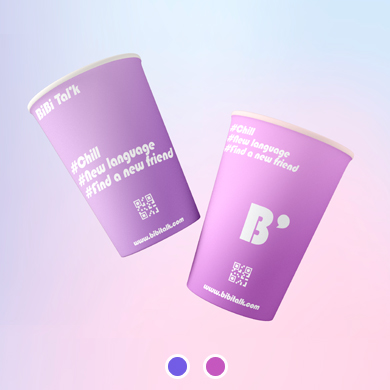 BiBi Tal'k
#Chill
#New language
#Find a new friend
www.bibitalk.com
#Chill
#New language
#Find a new friend
B'
www.bibitalk.com